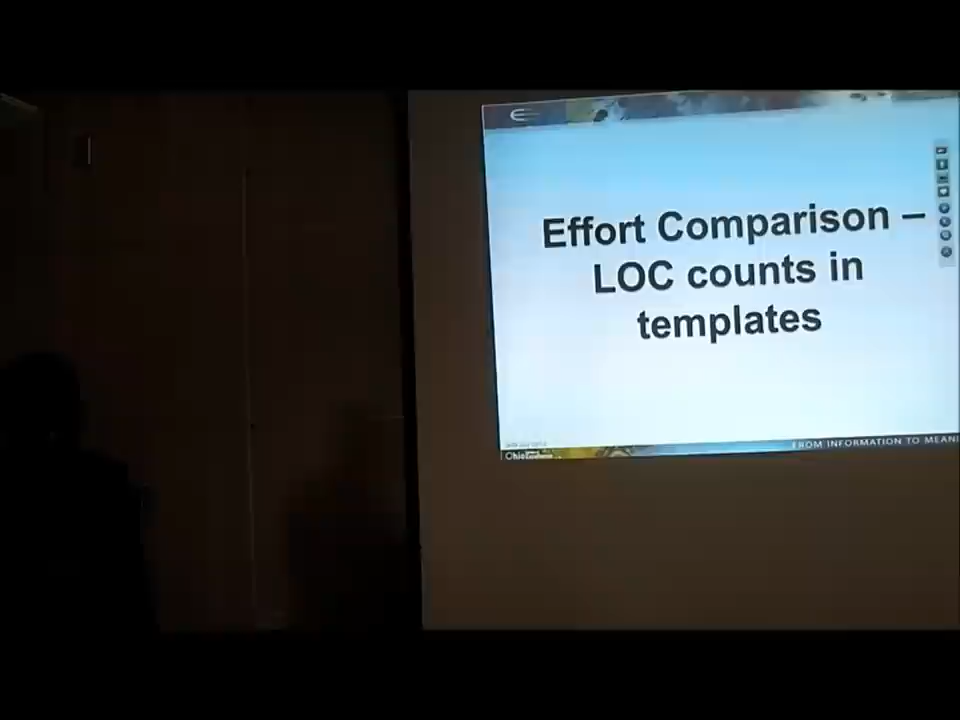 Effort Comparison –
LOC counts in
templates
FROM INFORMATION TO MEANI